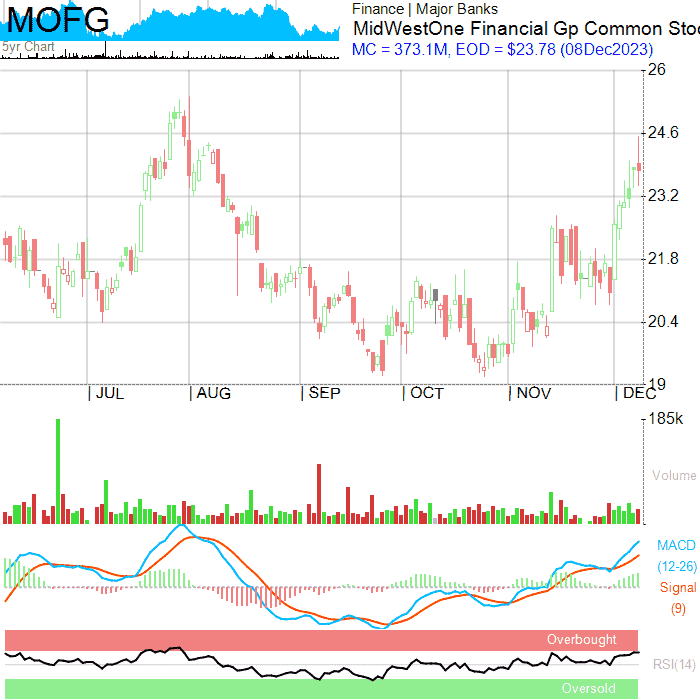 MOFG
5yr Chart
Finance | Major Banks
MidWestOne Financial Gp Common Stoc
MC = 373.1M, EOD = $23.78 (08Dec2023)
26
24.6
23.2
21.8
20.4
19
| JUL | AUG | SEP | OCT | NOV | DEC
185k
Volume
MACD
(12-26)
Signal
(9)
Overbought
RSI(14)
Oversold